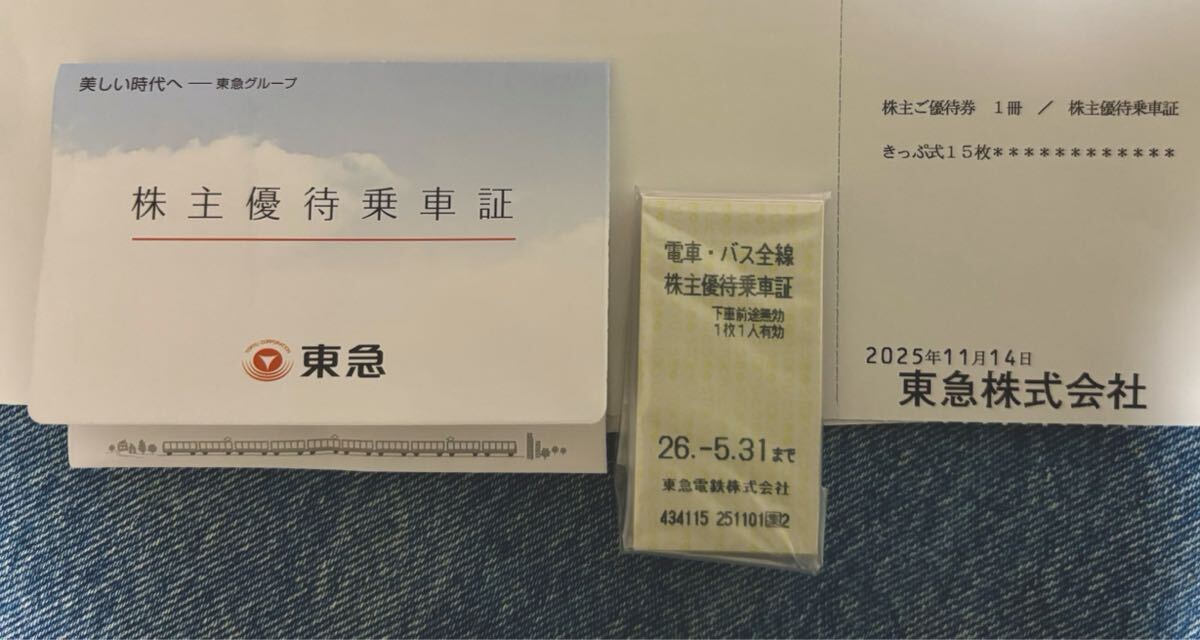 美しい時代へ ― 東急グループ
株主優待乗車証
東急
電車・バス全線
株主優待乗車証
下車前途無効
1枚1人有効
26.-5.31まで
東急電鉄株式会社
434115 251101 2
株主ご優待券 1冊 / 株主優待乗車証
きっぷ式15枚************
2025年11月14日
東急株式会社